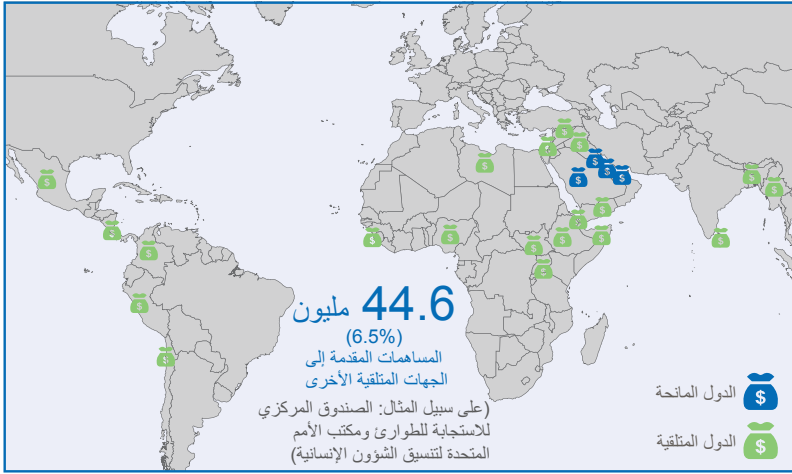 44.6 مليون
(6.5%)
المساهمات المقدمة إلى
الجهات المتلقية الأخرى
(على سبيل المثال: الصندوق المركزي
للاستجابة للطوارئ ومكتب الأمم
المتحدة لتنسيق الشؤون الإنسانية)
الدول المانحة
الدول المتلقية